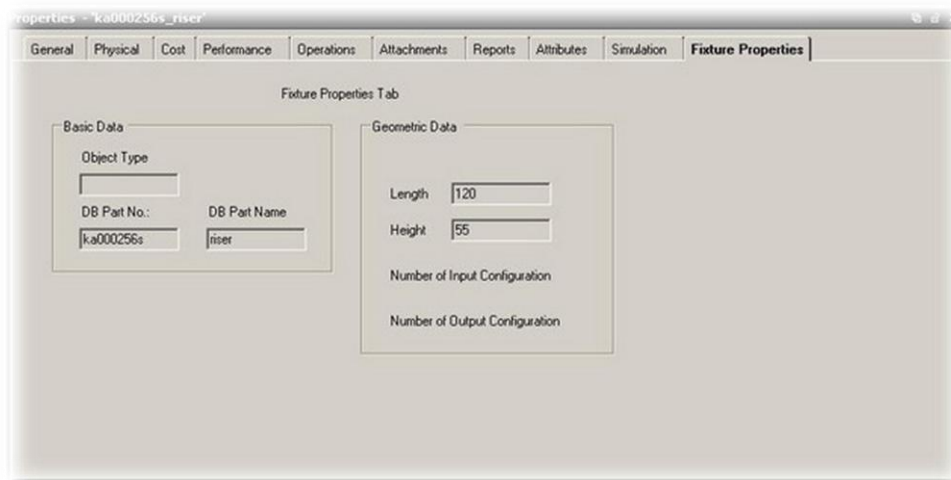 roperties - 'ka000256s_riser'
General Physical Cost Performance Operations Attachments Reports Attributes Simulation Fixture Properties
Fixture Properties Tab
Basic Data
Object Type
DB Part No.: DB Part Name
ka000256s riser
Geometric Data
Length 120
Height 55
Number of Input Configuration
Number of Output Configuration